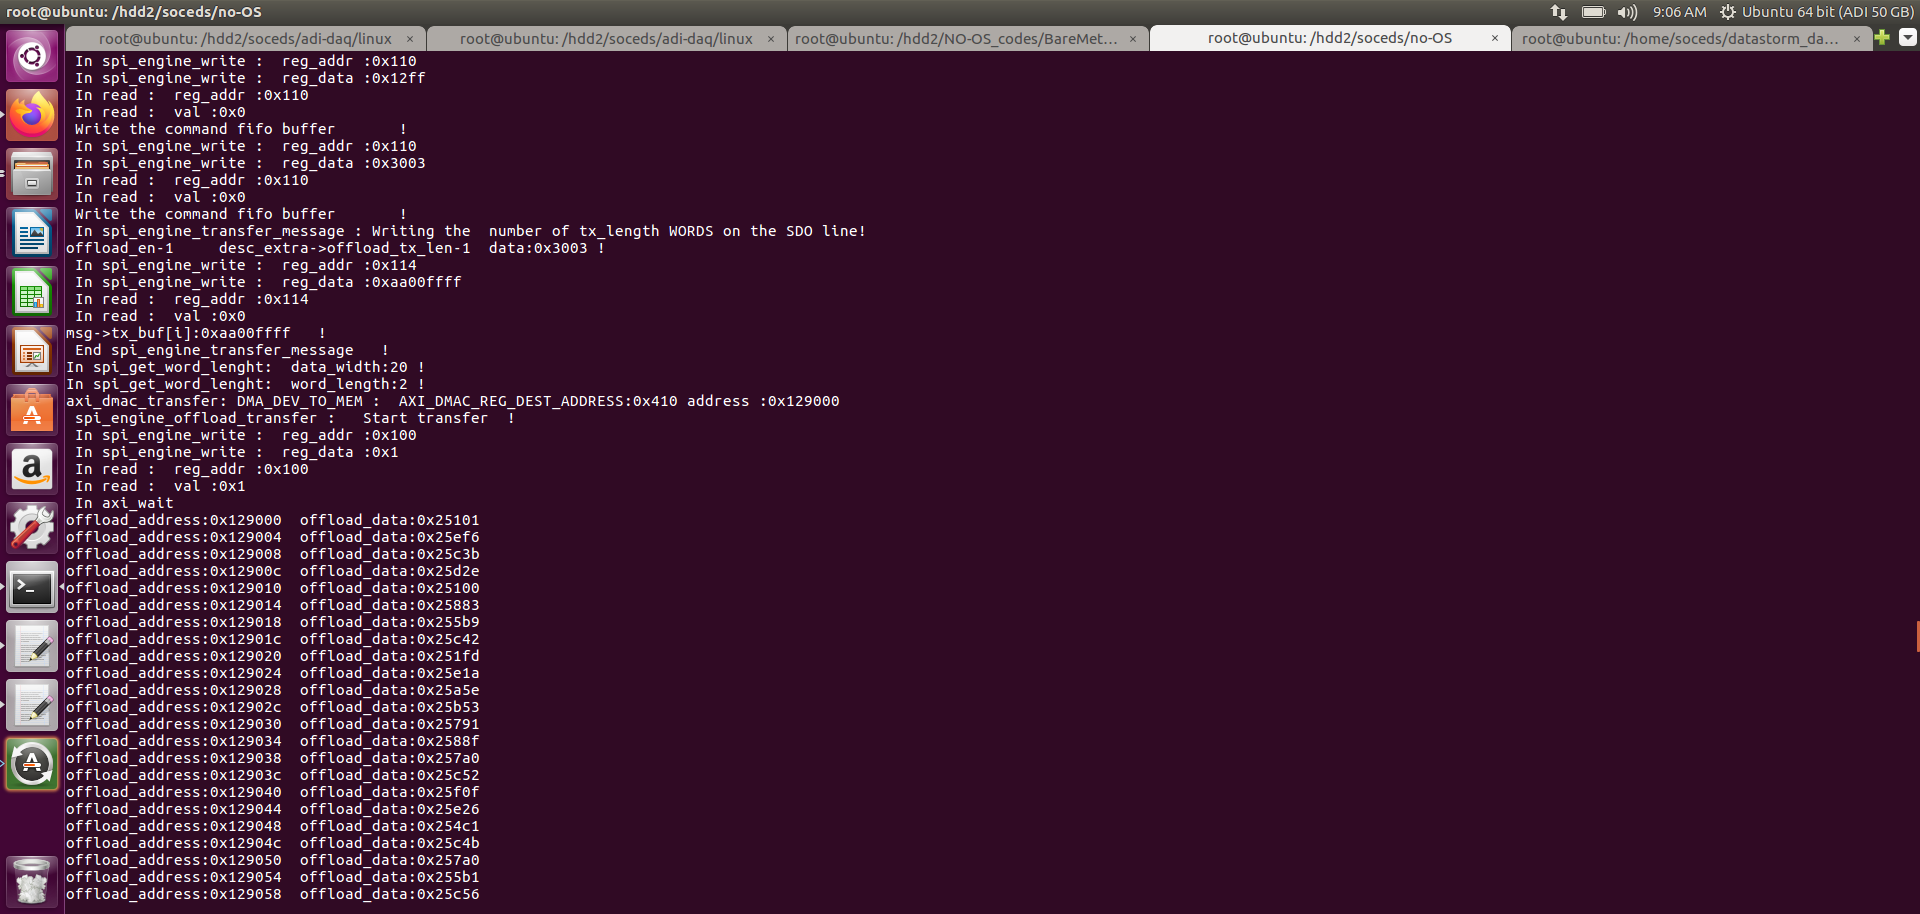 root@ubuntu: /hdd2/soceds/no-OS
9:06 AM
Ubuntu 64 bit (ADI 50 GB)
root@ubuntu: /hdd2/soceds/adi-daq/linux ×
root@ubuntu: /hdd2/soceds/adi-daq/linux ×
root@ubuntu: /hdd2/NO-OS_codes/BareMet... ×
root@ubuntu: /hdd2/soceds/no-OS ×
root@ubuntu: /home/soceds/datastorm_da... ×
In spi_engine_write :  reg_addr :0x110
In spi_engine_write :  reg_data :0x12ff
In read :  reg_addr :0x110
In read :  val :0x0
Write the command fifo buffer       !
In spi_engine_write :  reg_addr :0x110
In spi_engine_write :  reg_data :0x3003
In read :  reg_addr :0x110
In read :  val :0x0
Write the command fifo buffer       !
In spi_engine_transfer_message : Writing the  number of tx_length WORDS on the SDO line!
offload_en-1     desc_extra->offload_tx_len-1  data:0x3003 !
In spi_engine_write :  reg_addr :0x114
In spi_engine_write :  reg_data :0xaa00ffff
In read :  reg_addr :0x114
In read :  val :0x0
msg->tx_buf[i]:0xaa00ffff   !
End spi_engine_transfer_message   !
In spi_get_word_lenght:  data_width:20 !
In spi_get_word_lenght:  word_length:2 !
axi_dmac_transfer: DMA_DEV_TO_MEM :  AXI_DMAC_REG_DEST_ADDRESS:0x410 address :0x129000
spi_engine_offload_transfer :   Start transfer  !
In spi_engine_write :  reg_addr :0x100
In spi_engine_write :  reg_data :0x1
In read :  reg_addr :0x100
In read :  val :0x1
In axi_wait
offload_address:0x129000  offload_data:0x25101
offload_address:0x129004  offload_data:0x25ef6
offload_address:0x129008  offload_data:0x25c3b
offload_address:0x12900c  offload_data:0x25d2e
offload_address:0x129010  offload_data:0x25100
offload_address:0x129014  offload_data:0x25883
offload_address:0x129018  offload_data:0x255b9
offload_address:0x12901c  offload_data:0x25c42
offload_address:0x129020  offload_data:0x251fd
offload_address:0x129024  offload_data:0x25e1a
offload_address:0x129028  offload_data:0x25a5e
offload_address:0x12902c  offload_data:0x25b53
offload_address:0x129030  offload_data:0x25791
offload_address:0x129034  offload_data:0x2588f
offload_address:0x129038  offload_data:0x257a0
offload_address:0x12903c  offload_data:0x25c52
offload_address:0x129040  offload_data:0x25f0f
offload_address:0x129044  offload_data:0x25e26
offload_address:0x129048  offload_data:0x254c1
offload_address:0x12904c  offload_data:0x25c4b
offload_address:0x129050  offload_data:0x257a0
offload_address:0x129054  offload_data:0x255b1
offload_address:0x129058  offload_data:0x25c56